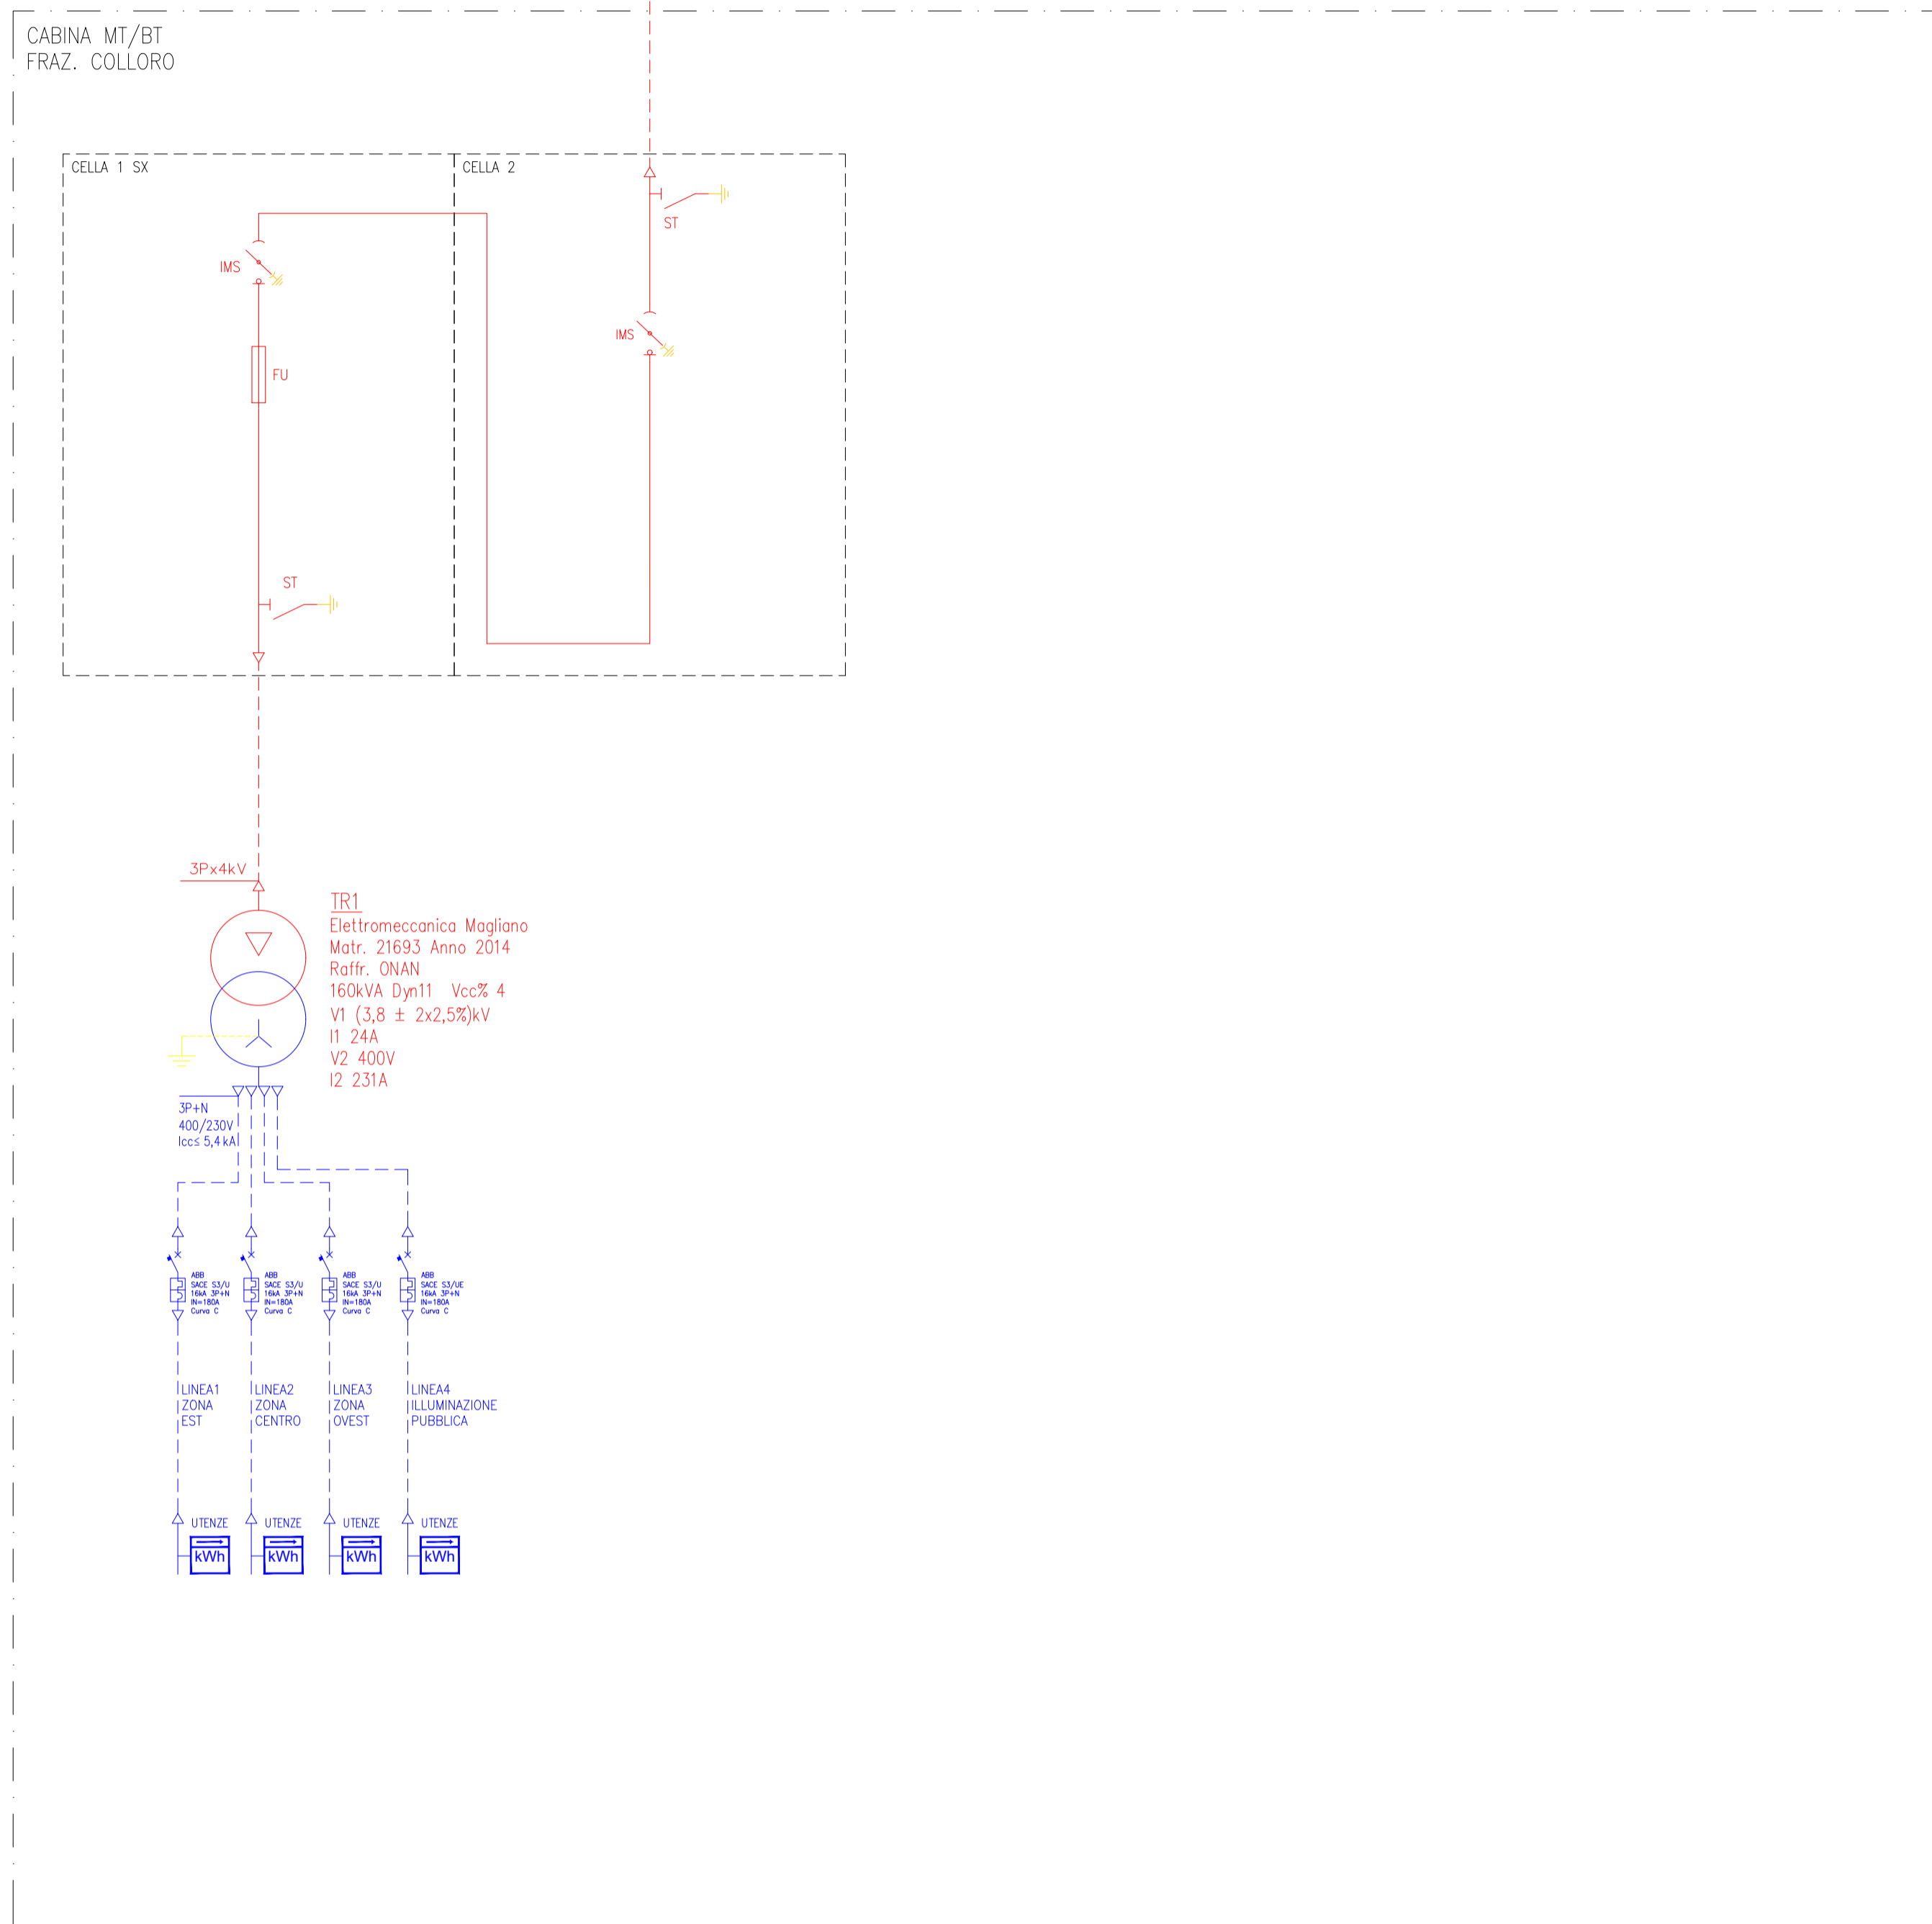 CABINA MT/BT
FRAZ. COLLORO
CELLA 1 SX
CELLA 2
ST
IMS
IMS
FU
ST
3Px4kV
TR1
Elettromeccanica Magliano
Matr. 21693 Anno 2014
Raffr. ONAN
160kVA Dyn11 Vcc% 4
V1 (3,8 ± 2x2,5%)kV
I1 24A
V2 400V
I2 231A
3P+N
400/230V
Icc≤ 5,4 kA
ABB
SACE S3/U
16kA 3P+N
IN=180A
Curva C
ABB
SACE S3/U
16kA 3P+N
IN=180A
Curva C
ABB
SACE S3/U
16kA 3P+N
IN=180A
Curva C
ABB
SACE S3/UE
16kA 3P+N
IN=180A
Curva C
LINEA1
ZONA
EST
LINEA2
ZONA
CENTRO
LINEA3
ZONA
OVEST
LINEA4
ILLUMINAZIONE
PUBBLICA
UTENZE
kWh
UTENZE
kWh
UTENZE
kWh
UTENZE
kWh